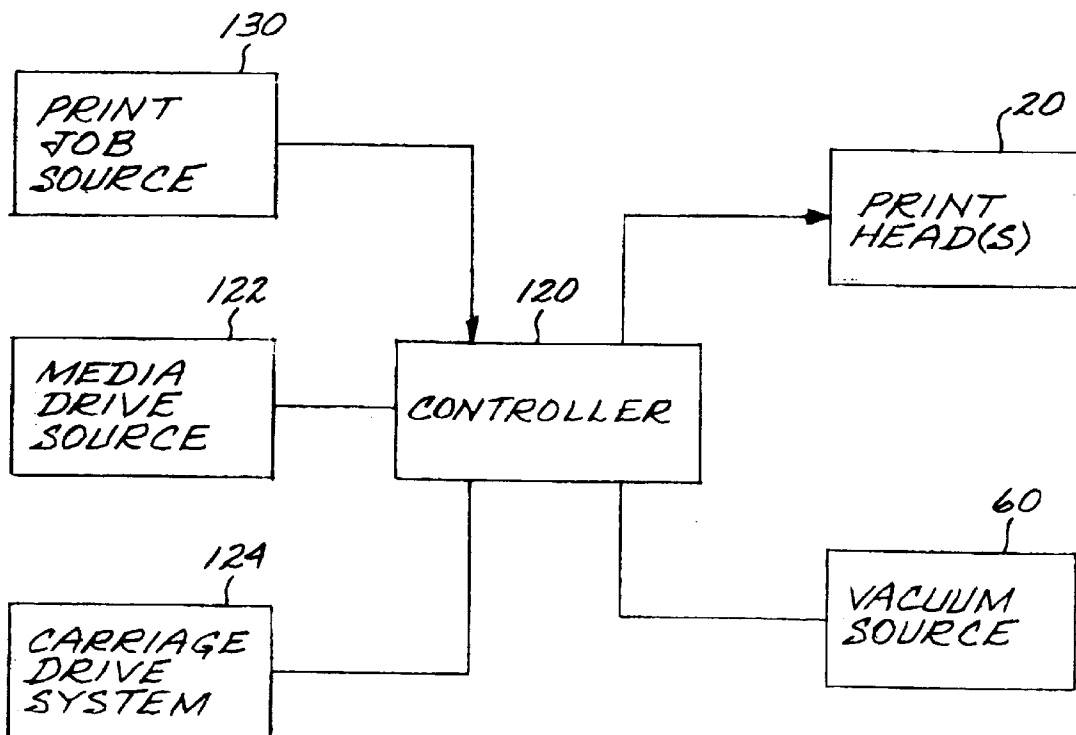 130
PRINT
JOB
SOURCE
20
PRINT
HEAD(S)
122
MEDIA
DRIVE
SOURCE
120
CONTROLLER
124
CARRIAGE
DRIVE
SYSTEM
60
VACUUM
SOURCE